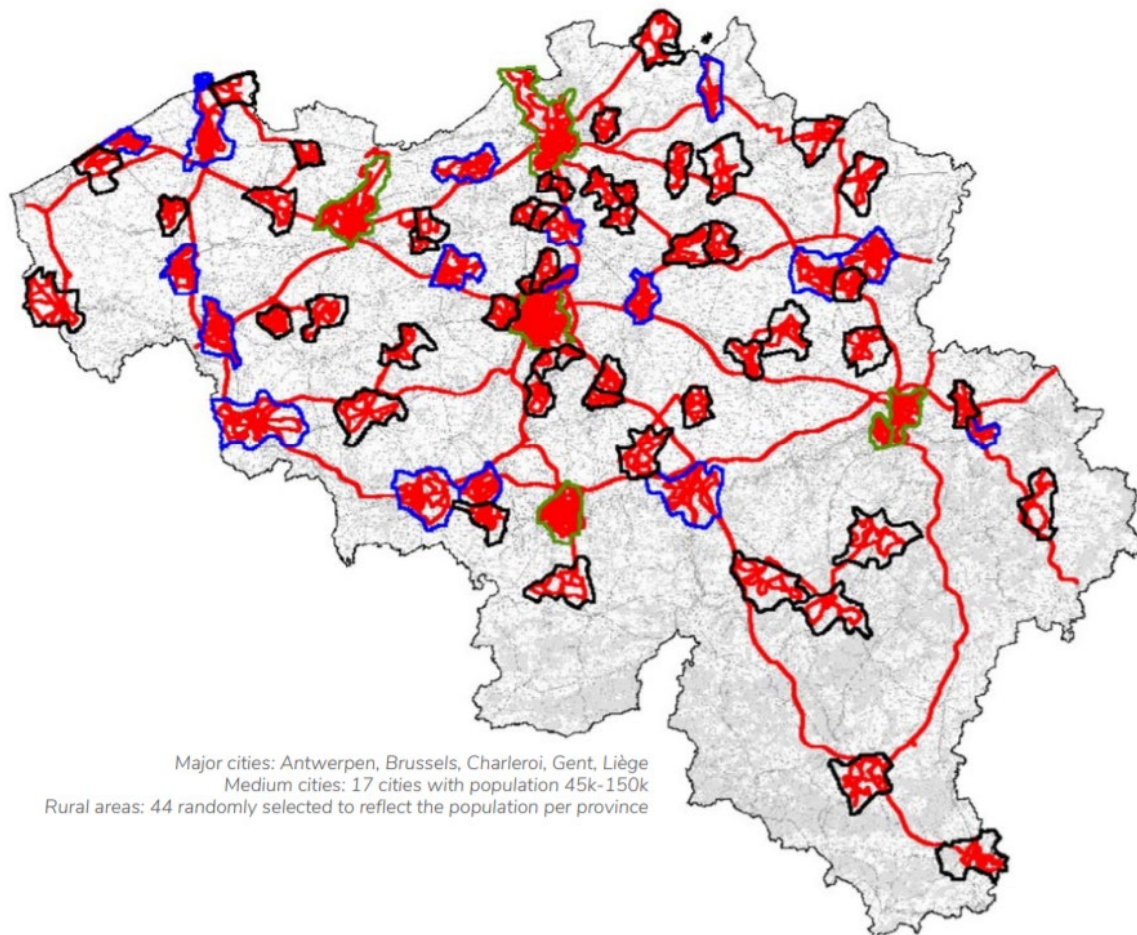 Major cities: Antwerpen, Brussels, Charleroi, Gent, Liège
Medium cities: 17 cities with population 45k-150k
Rural areas: 44 randomly selected to reflect the population per province